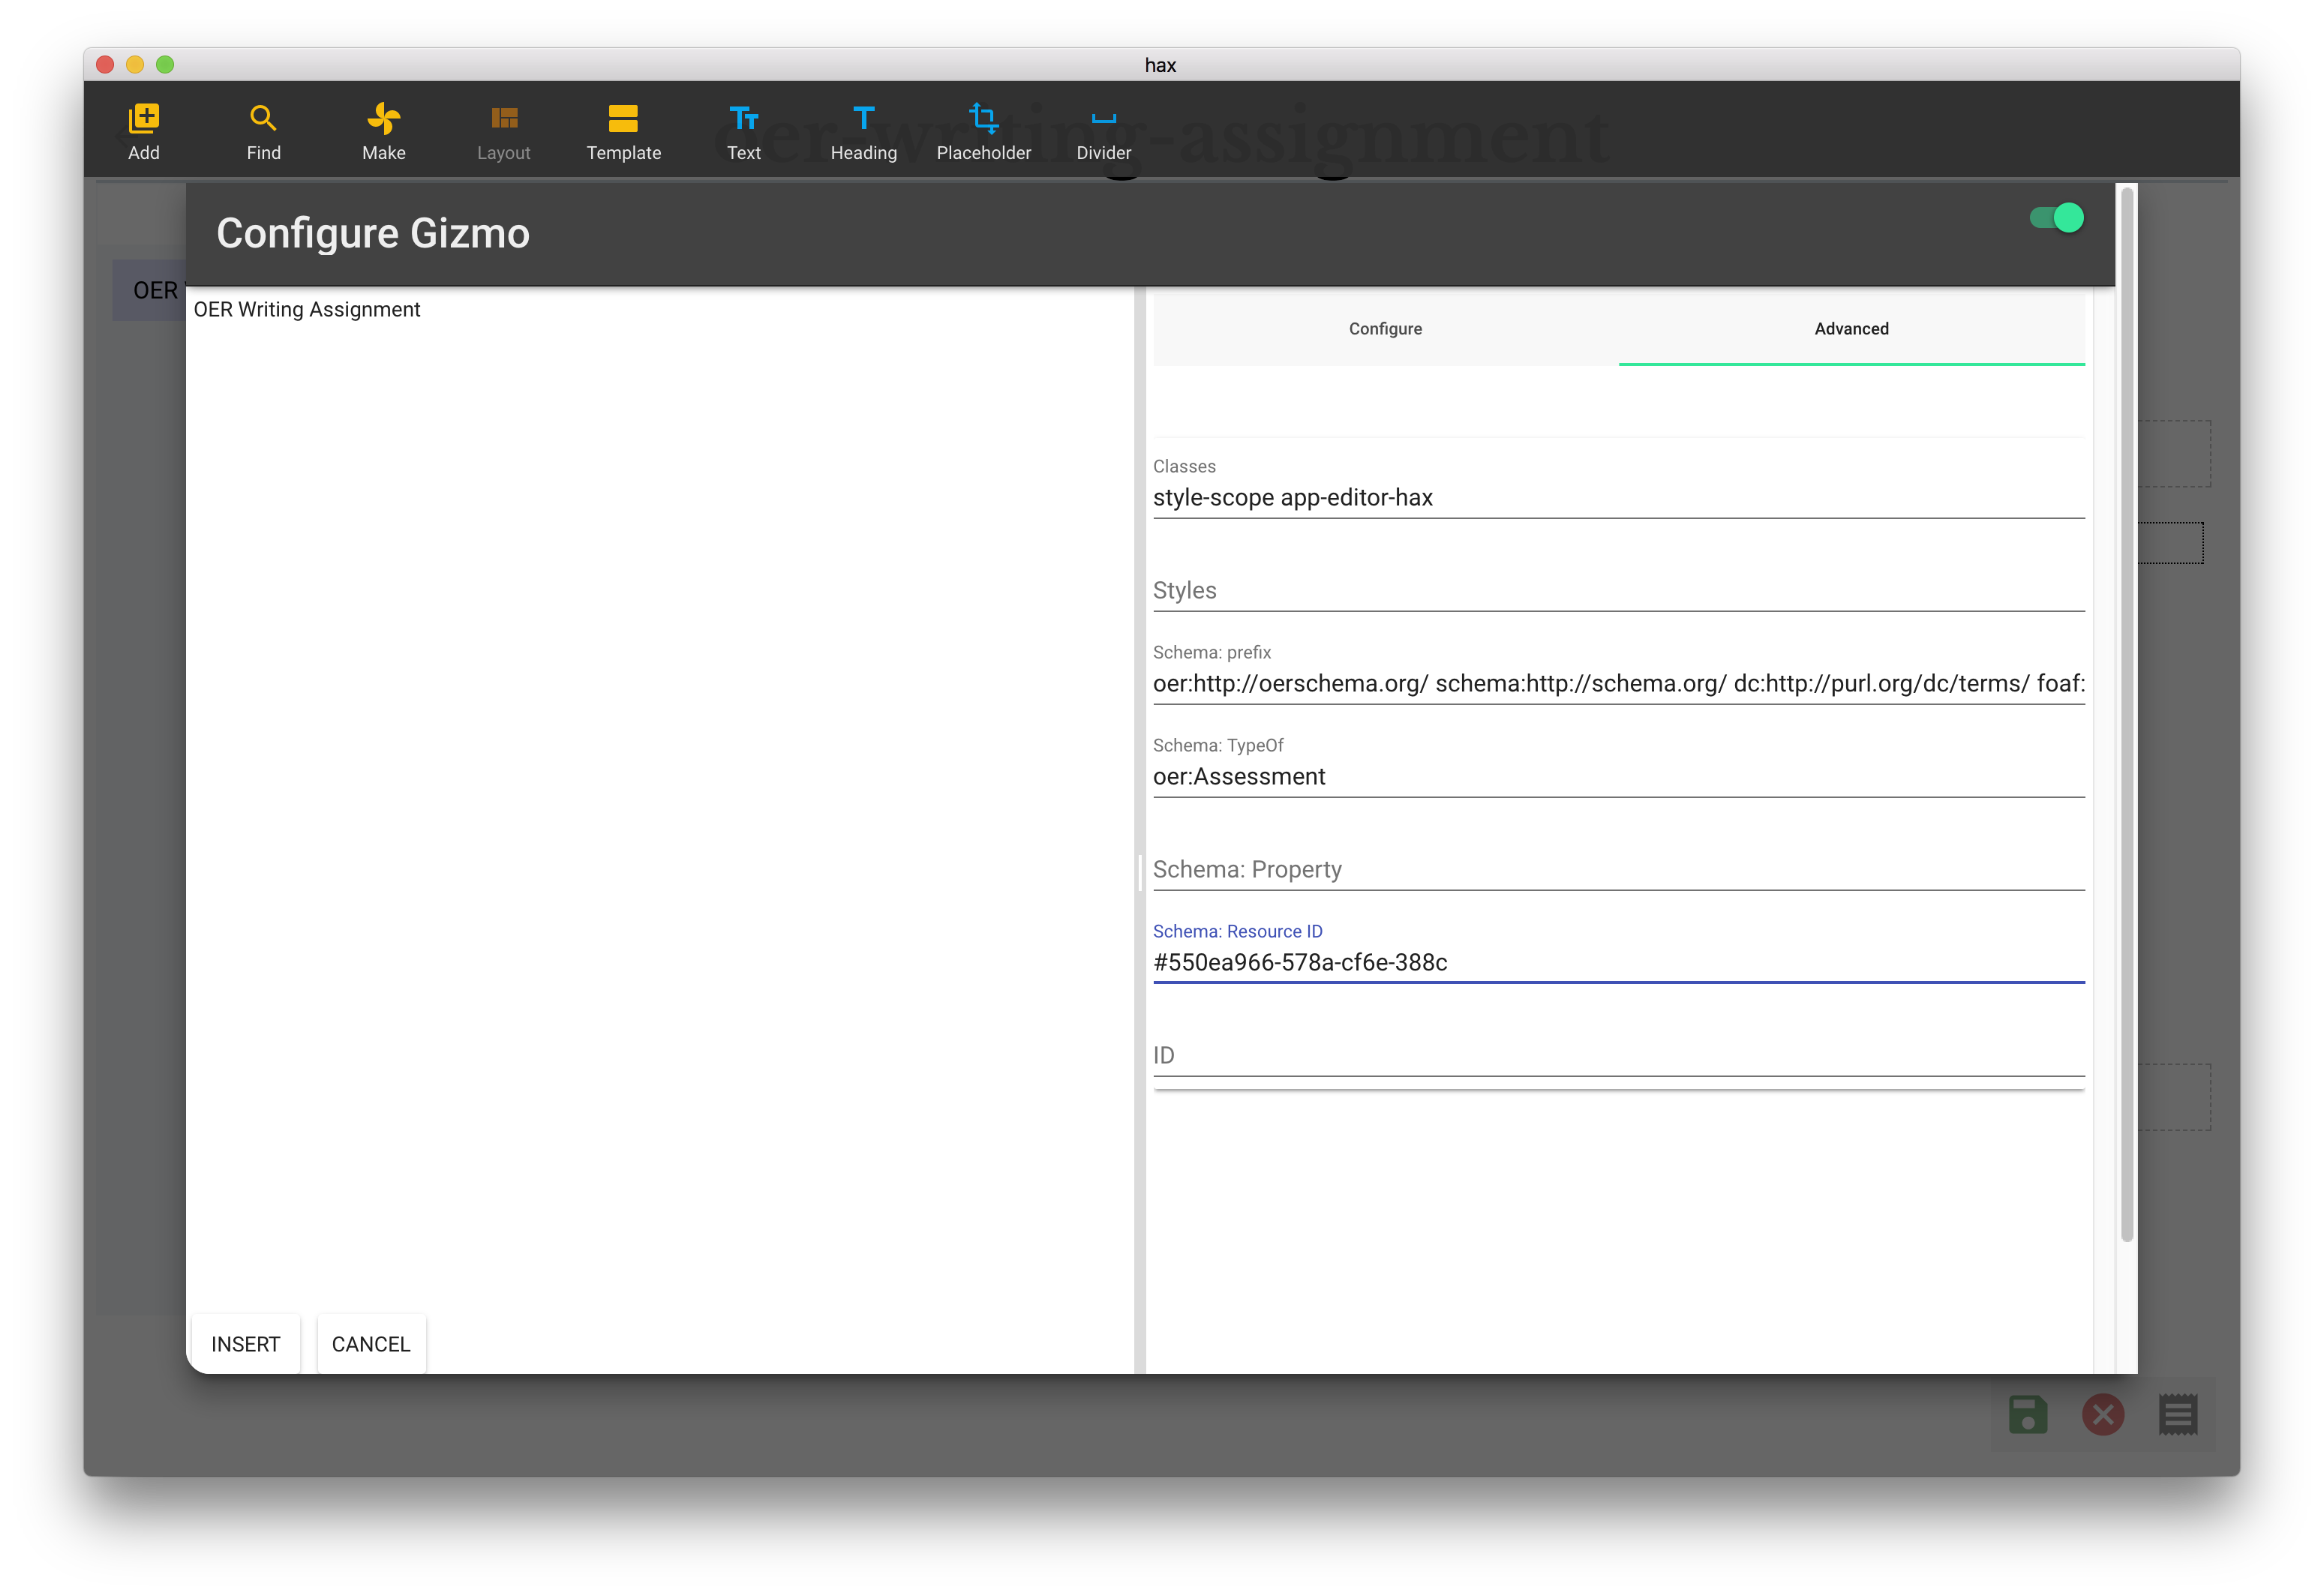 hax
Add Find Make Layout Template Text Heading Placeholder Divider
oer-writing-assignment
Configure Gizmo
OER
OER Writing Assignment
Configure Advanced
Classes
style-scope app-editor-hax
Styles
Schema: prefix
oer:http://oerschema.org/ schema:http://schema.org/ dc:http://purl.org/dc/terms/ foaf:
Schema: TypeOf
oer:Assessment
Schema: Property
Schema: Resource ID
#550ea966-578a-cf6e-388c
ID
INSERT CANCEL